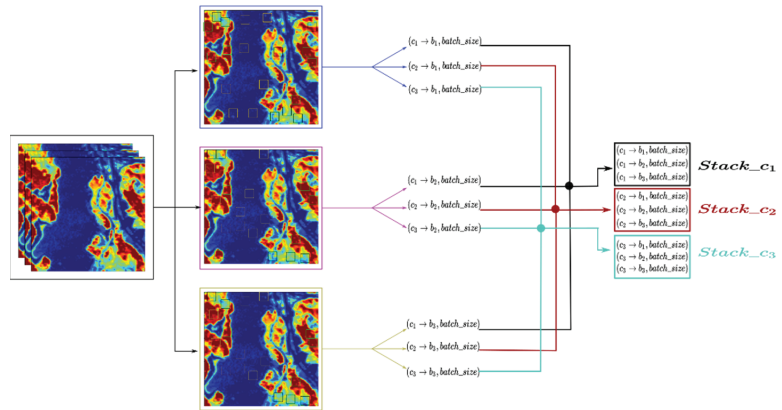 (c₁ → b₁, batch_size)
(c₂ → b₁, batch_size)
(c₃ → b₁, batch_size)
(c₁ → b₂, batch_size)
(c₂ → b₂, batch_size)
(c₃ → b₂, batch_size)
(c₁ → b₃, batch_size)
(c₂ → b₃, batch_size)
(c₃ → b₃, batch_size)
(c₁ → b₁, batch_size)
(c₁ → b₂, batch_size)
(c₁ → b₃, batch_size)
Stack_c₁
(c₂ → b₁, batch_size)
(c₂ → b₂, batch_size)
(c₂ → b₃, batch_size)
Stack_c₂
(c₃ → b₁, batch_size)
(c₃ → b₂, batch_size)
(c₃ → b₃, batch_size)
Stack_c₃